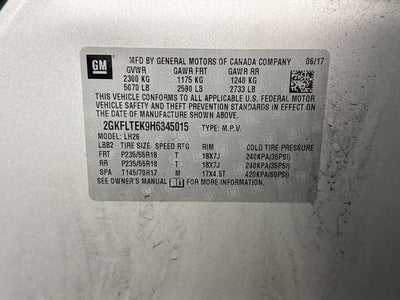 GM MFD BY GENERAL MOTORS OF CANADA COMPANY 06/17
GVWR GAWR FRT GAWR RR
2300 KG 1175 KG 1240 KG
5070 LB 2590 LB 2733 LB
THIS VEHICLE CONFORMS TO ALL APPLICABLE U.S. FEDERAL MOTOR
VEHICLE SAFETY AND THEFT PREVENTION STANDARDS IN EFFECT ON THE DATE
OF MANUFACTURE SHOWN ABOVE.
2GKFLTEK9H6345015 TYPE: M.P.V.
MODEL: LH26
LBB2 TIRE SIZE SPEED RTG RIM COLD TIRE PRESSURE
FRT P235/55R18 T 18X7J 240KPA(35PSI)
RR P235/55R18 T 18X7J 240KPA(35PSI)
SPA T145/70R17 M 17X4.5T 420KPA(60PSI)
SEE OWNER'S MANUAL FOR MORE INFORMATION.